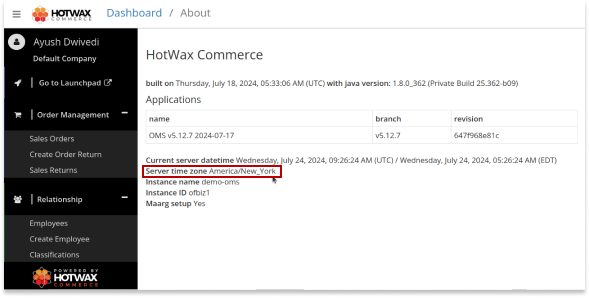 HOTWAX
COMMERCE
Dashboard / About
Ayush Dwivedi
Default Company
Go to Launchpad
Order Management
Sales Orders
Create Order Return
Sales Returns
Relationship
Employees
Create Employee
Classifications
POWERED BY
HOTWAX
COMMERCE
HotWax Commerce
built on Thursday, July 18, 2024, 05:33:06 AM (UTC) with java version: 1.8.0_362 (Private Build 25.362-b09)
Applications
name branch revision
OMS v5.12.7 2024-07-17 v5.12.7 647f968e81c
Current server datetime Wednesday, July 24, 2024, 09:26:24 AM (UTC) / Wednesday, July 24, 2024, 05:26:24 AM (EDT)
Server time zone America/New_York
Instance name demo-oms
Instance ID ofbiz1
Maarg setup Yes